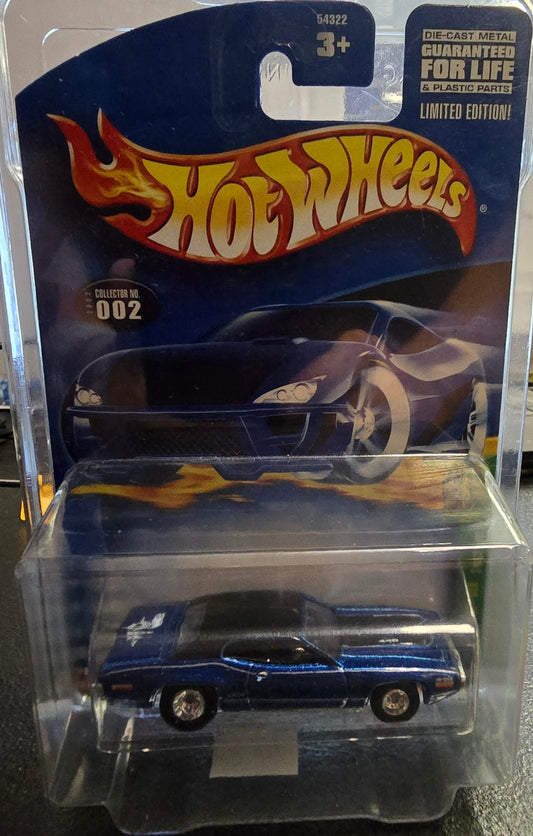 54322
3+
DIE-CAST METAL
GUARANTEED
FOR LIFE
& PLASTIC PARTS
LIMITED EDITION!
HOT WHEELS
®
COLLECTOR NO.
002